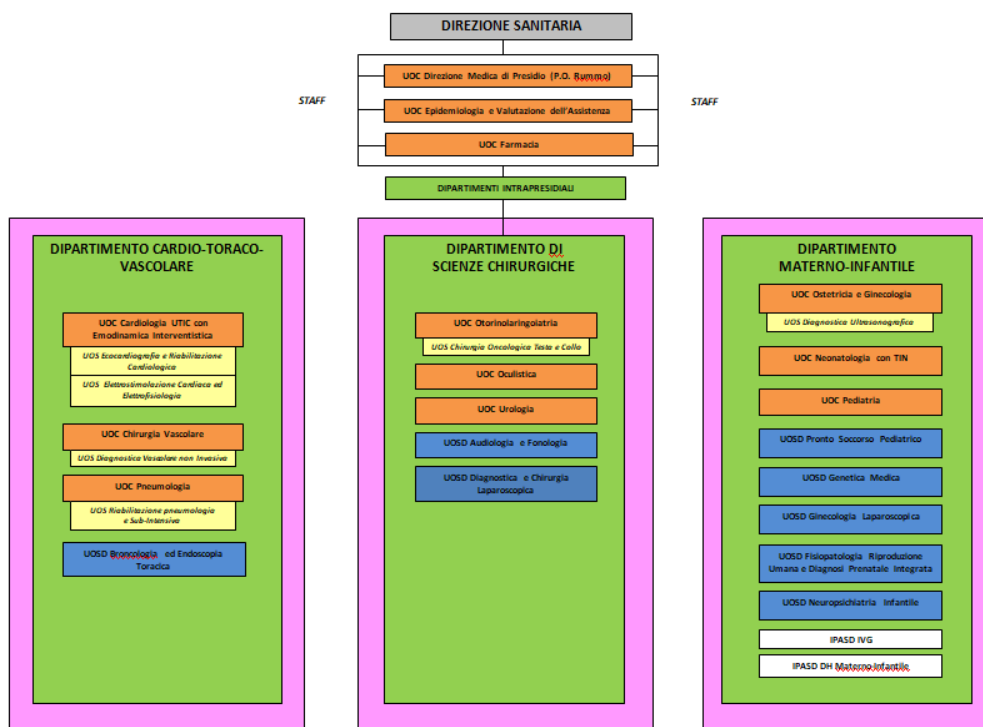 DIREZIONE SANITARIA
UOC Direzione Medica di Presidio (P.O. Rummo)
STAFF
STAFF
UOC Epidemiologia e Valutazione dell'Assistenza
UOC Farmacia
DIPARTIMENTI INTRAPRESIDIALI
DIPARTIMENTO CARDIO-TORACO-
VASCOLARE
UOC Cardiologia UTIC con
Emodinamica Interventistica
UOS Ecocardiografia e Riabilitazione
Cardiologica
UOS Elettrostimolazione Cardiaca ed
Elettrofisiologia
UOC Chirurgia Vascolare
UOS Diagnostica Vascolare non Invasiva
UOC Pneumologia
UOS Riabilitazione pneumologia
e Sub-Intensiva
UOSD Broncologia ed Endoscopia
Toracica
DIPARTIMENTO DI
SCIENZE CHIRURGICHE
UOC Otorinolaringoiatria
UOS Chirurgia Oncologica Testa e Collo
UOC Oculistica
UOC Urologia
UOSD Audiologia e Fonologia
UOSD Diagnostica e Chirurgia
Laparoscopica
DIPARTIMENTO
MATERNO-INFANTILE
UOC Ostetricia e Ginecologia
UOS Diagnostica Ultrasonografica
UOC Neonatologia con TIN
UOC Pediatria
UOSD Pronto Soccorso Pediatrico
UOSD Genetica Medica
UOSD Ginecologia Laparoscopica
UOSD Fisiopatologia Riproduzione
Umana e Diagnosi Prenatale Integrata
UOSD Neuropsichiatria Infantile
IPASD IVG
IPASD DH Materno-Infantile